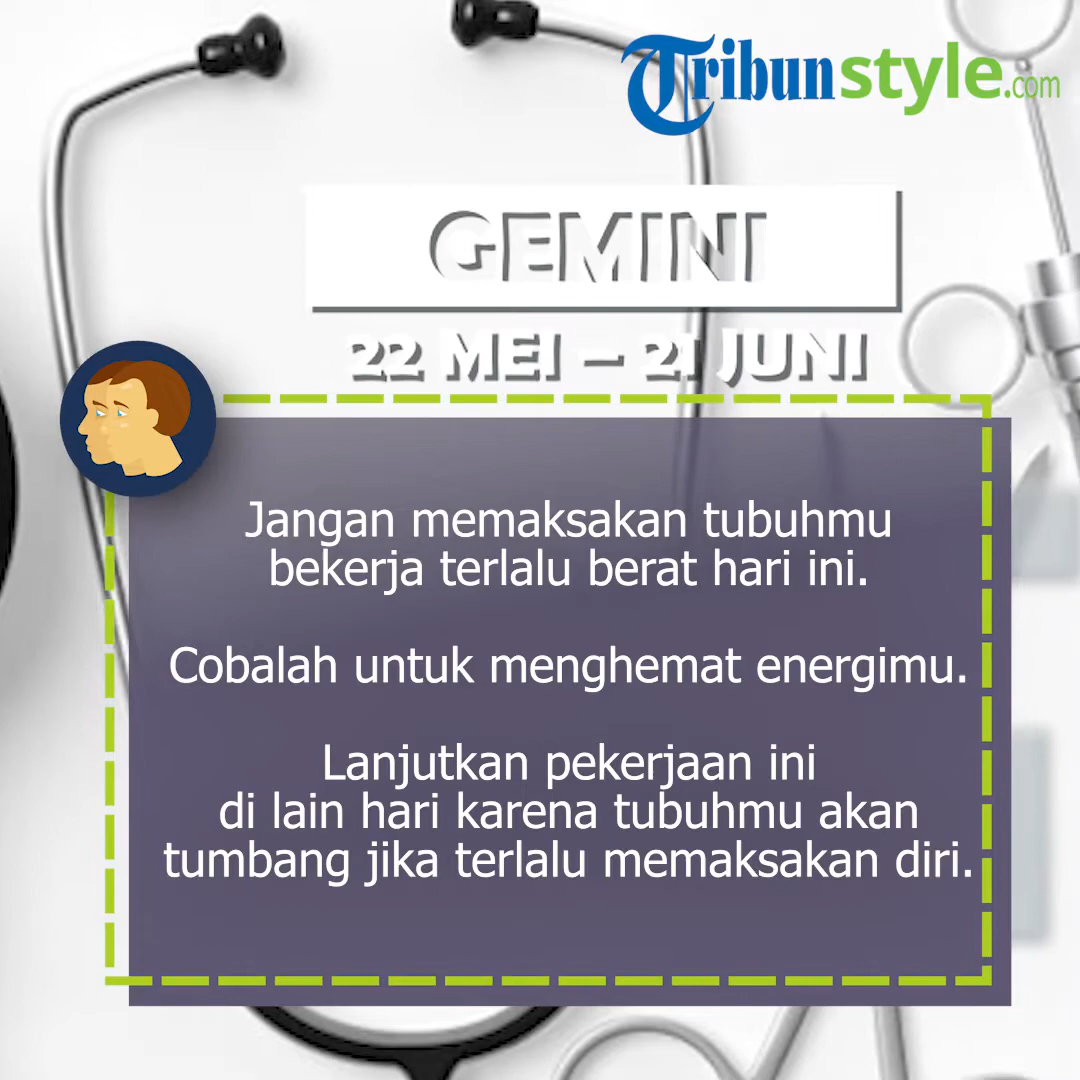 Tribunstyle.com
GEMINI
22 MEI – 21 JUNI
Jangan memaksakan tubuhmu
bekerja terlalu berat hari ini.
Cobalah untuk menghemat energimu.
Lanjutkan pekerjaan ini
di lain hari karena tubuhmu akan
tumbang jika terlalu memaksakan diri.